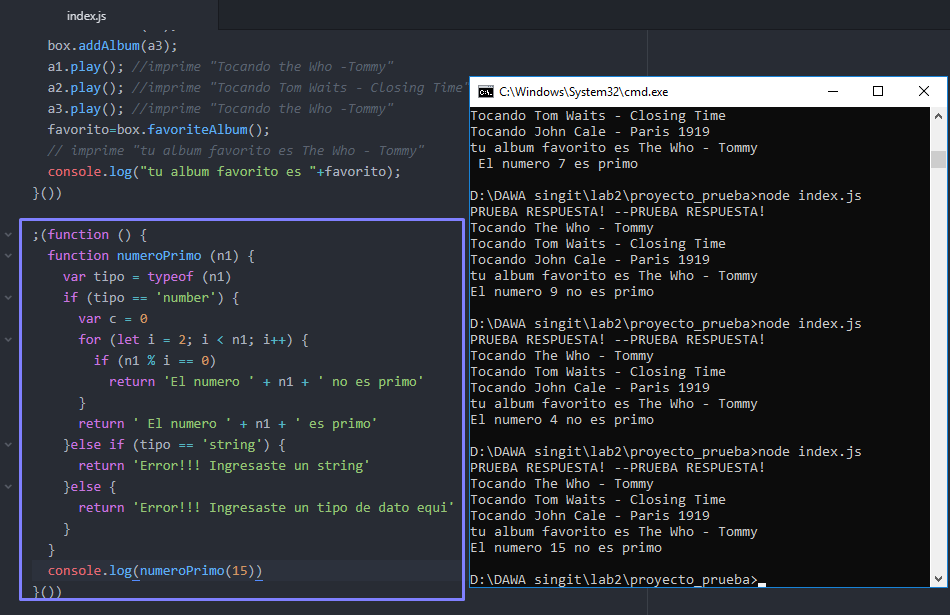 index.js
box.addAlbum(a3);
a1.play(); //imprime "Tocando the Who -Tommy"
a2.play(); //imprime "Tocando Tom Waits - Closing Time"
a3.play(); //imprime "Tocando the Who -Tommy"
favorito=box.favoriteAlbum();
// imprime "tu album favorito es The Who - Tommy"
console.log("tu album favorito es "+favorito);
}())
;(function () {
function numeroPrimo (n1) {
var tipo = typeof (n1)
if (tipo == 'number') {
var c = 0
for (let i = 2; i < n1; i++) {
if (n1 % i == 0)
return 'El numero ' + n1 + ' no es primo'
}
return ' El numero ' + n1 + ' es primo'
}else if (tipo == 'string') {
return 'Error!!! Ingresaste un string'
}else {
return 'Error!!! Ingresaste un tipo de dato equi'
}
}
console.log(numeroPrimo(15))
}())
C:\Windows\System32\cmd.exe
Tocando Tom Waits - Closing Time
Tocando John Cale - Paris 1919
tu album favorito es The Who - Tommy
El numero 7 es primo
D:\DAWA singit\lab2\proyecto_prueba>node index.js
PRUEBA RESPUESTA! --PRUEBA RESPUESTA!
Tocando The Who - Tommy
Tocando Tom Waits - Closing Time
Tocando John Cale - Paris 1919
tu album favorito es The Who - Tommy
El numero 9 no es primo
D:\DAWA singit\lab2\proyecto_prueba>node index.js
PRUEBA RESPUESTA! --PRUEBA RESPUESTA!
Tocando The Who - Tommy
Tocando Tom Waits - Closing Time
Tocando John Cale - Paris 1919
tu album favorito es The Who - Tommy
El numero 4 no es primo
D:\DAWA singit\lab2\proyecto_prueba>node index.js
PRUEBA RESPUESTA! --PRUEBA RESPUESTA!
Tocando The Who - Tommy
Tocando Tom Waits - Closing Time
Tocando John Cale - Paris 1919
tu album favorito es The Who - Tommy
El numero 15 no es primo
D:\DAWA singit\lab2\proyecto_prueba>